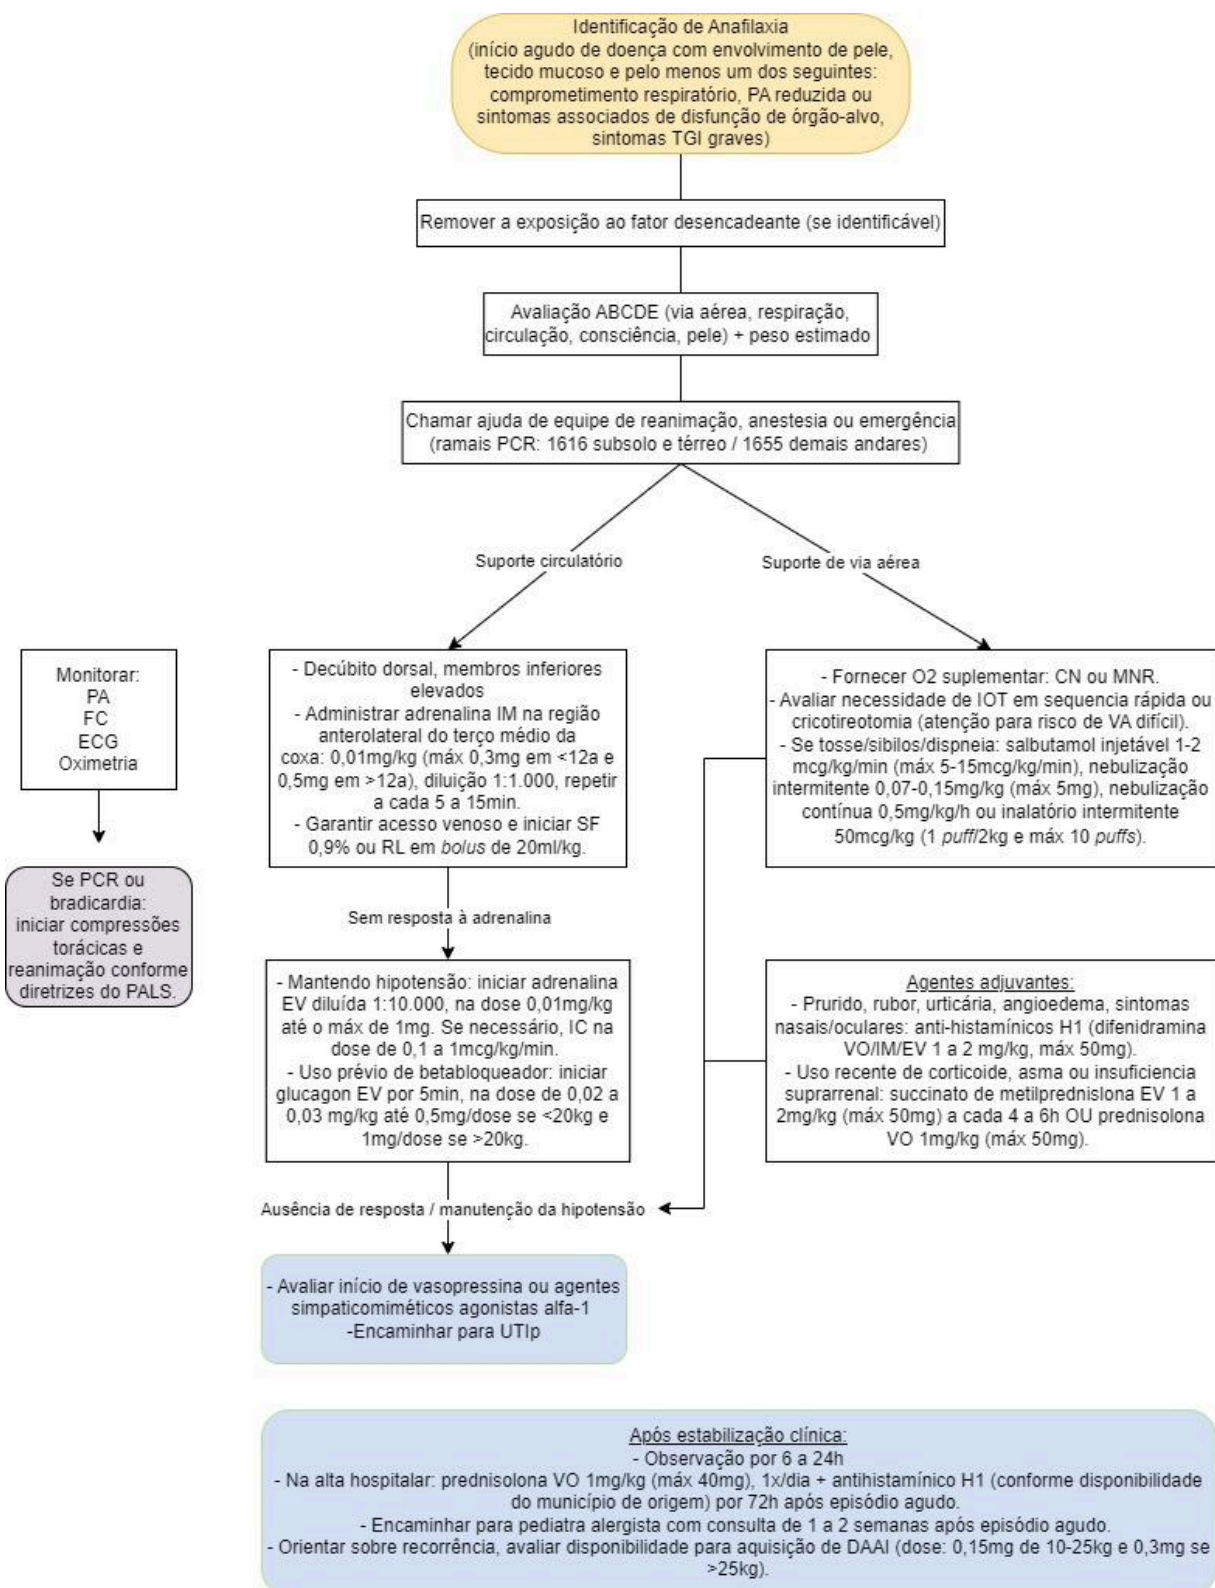 Identificação de Anafilaxia
(início agudo de doença com envolvimento de pele,
tecido mucoso e pelo menos um dos seguintes:
comprometimento respiratório, PA reduzida ou
sintomas associados de disfunção de órgão-alvo,
sintomas TGI graves)
Remover a exposição ao fator desencadeante (se identificável)
Avaliação ABCDE (via aérea, respiração,
circulação, consciência, pele) + peso estimado
Chamar ajuda de equipe de reanimação, anestesia ou emergência
(ramais PCR: 1616 subsolo e térreo / 1655 demais andares)
Suporte circulatório
Suporte de via aérea
Monitorar:
PA
FC
ECG
Oximetria
Se PCR ou
bradicardia:
iniciar compressões
torácicas e
reanimação conforme
diretrizes do PALS.
- Decúbito dorsal, membros inferiores
elevados
- Administrar adrenalina IM na região
anterolateral do terço médio da
coxa: 0,01mg/kg (máx 0,3mg em <12a e
0,5mg em >12a), diluição 1:1.000, repetir
a cada 5 a 15min.
- Garantir acesso venoso e iniciar SF
0,9% ou RL em bolus de 20ml/kg.
- Fornecer O2 suplementar: CN ou MNR.
- Avaliar necessidade de IOT em sequencia rápida ou
cricotireotomia (atenção para risco de VA difícil).
- Se tosse/sibilos/dispneia: salbutamol injetável 1-2
mcg/kg/min (máx 5-15mcg/kg/min), nebulização
intermitente 0,07-0,15mg/kg (máx 5mg), nebulização
contínua 0,5mg/kg/h ou inalatório intermitente
50mcg/kg (1 puff/2kg e máx 10 puffs).
Sem resposta à adrenalina
- Mantendo hipotensão: iniciar adrenalina
EV diluída 1:10.000, na dose 0,01mg/kg
até o máx de 1mg. Se necessário, IC na
dose de 0,1 a 1mcg/kg/min.
- Uso prévio de betabloqueador: iniciar
glucagon EV por 5min, na dose de 0,02 a
0,03 mg/kg até 0,5mg/dose se <20kg e
1mg/dose se >20kg.
Agentes adjuvantes:
- Prurido, rubor, urticária, angioedema, sintomas
nasais/oculares: anti-histamínicos H1 (difenidramina
VO/IM/EV 1 a 2 mg/kg, máx 50mg).
- Uso recente de corticoide, asma ou insuficiencia
suprarrenal: succinato de metilprednislona EV 1 a
2mg/kg (máx 50mg) a cada 4 a 6h OU prednisolona
VO 1mg/kg (máx 50mg).
Ausência de resposta / manutenção da hipotensão
- Avaliar início de vasopressina ou agentes
simpaticomiméticos agonistas alfa-1
-Encaminhar para UTIp
Após estabilização clínica:
- Observação por 6 a 24h
- Na alta hospitalar: prednisolona VO 1mg/kg (máx 40mg), 1x/dia + antihistamínico H1 (conforme disponibilidade
do município de origem) por 72h após episódio agudo.
- Encaminhar para pediatra alergista com consulta de 1 a 2 semanas após episódio agudo.
- Orientar sobre recorrência, avaliar disponibilidade para aquisição de DAAI (dose: 0,15mg de 10-25kg e 0,3mg se
>25kg).